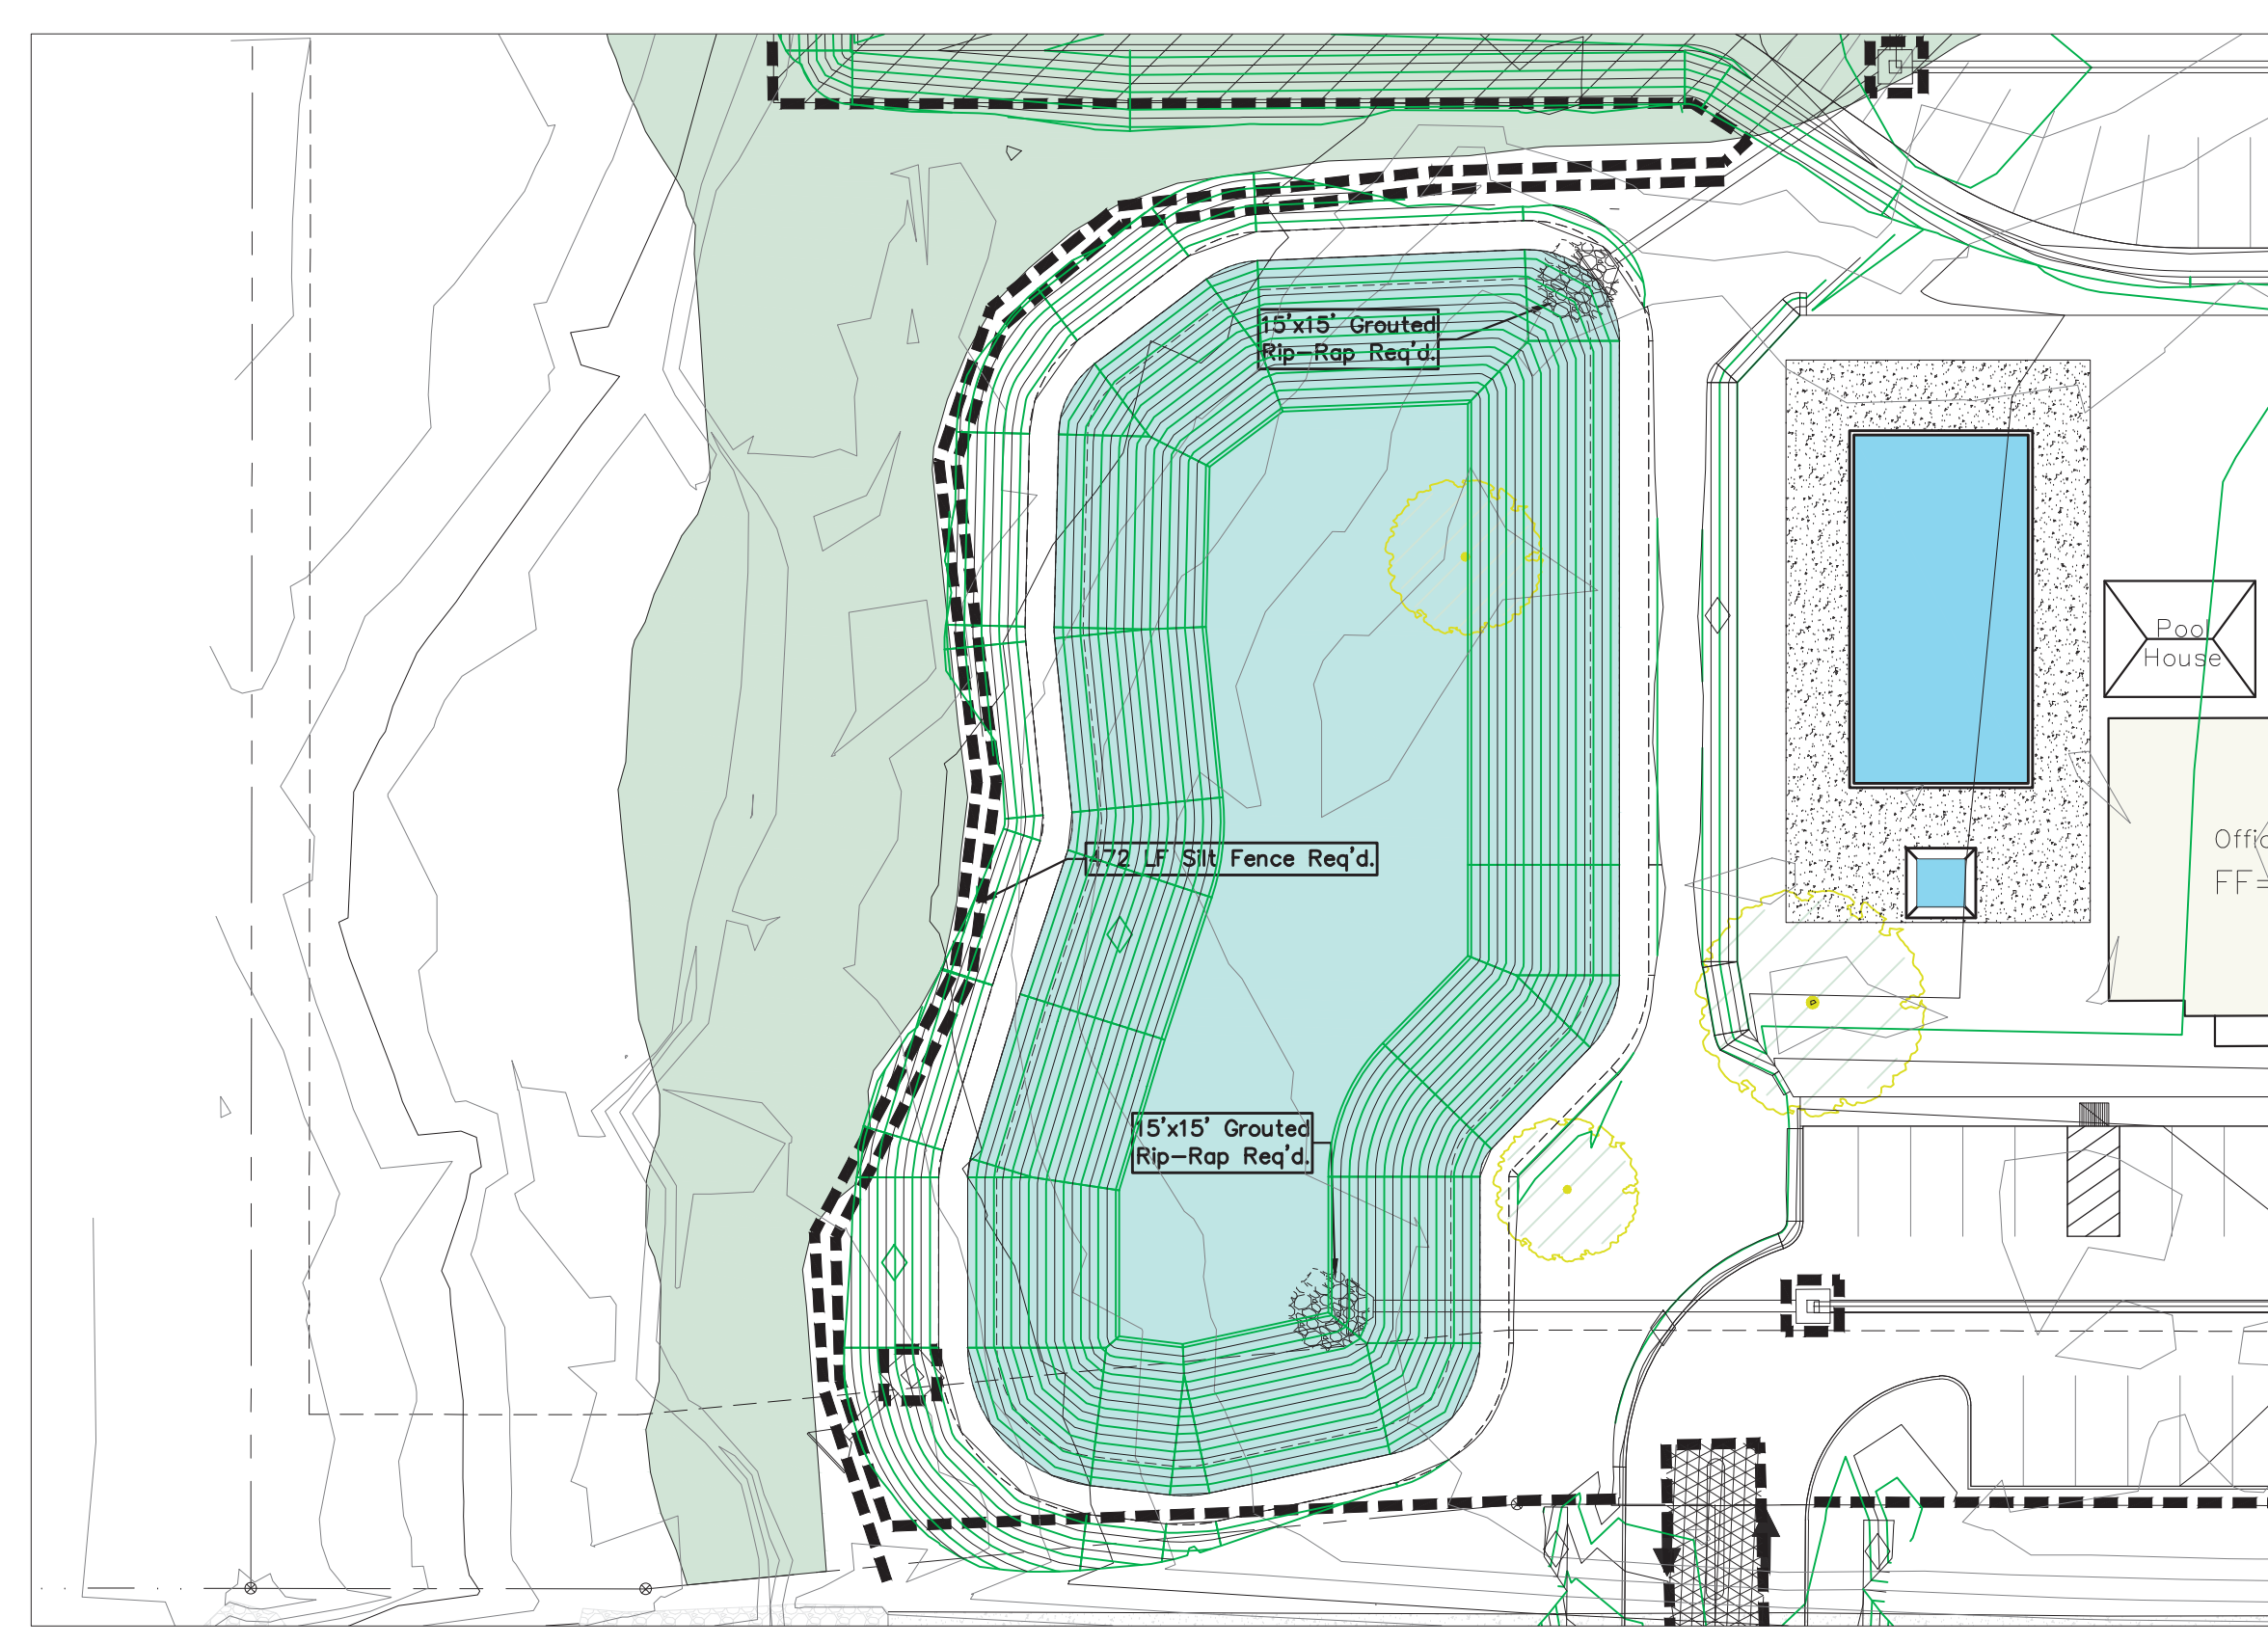 15'x15' Grouted
Rip-Rap Req'd.
Pool
House
472 LF Silt Fence Req'd.
15'x15' Grouted
Rip-Rap Req'd.